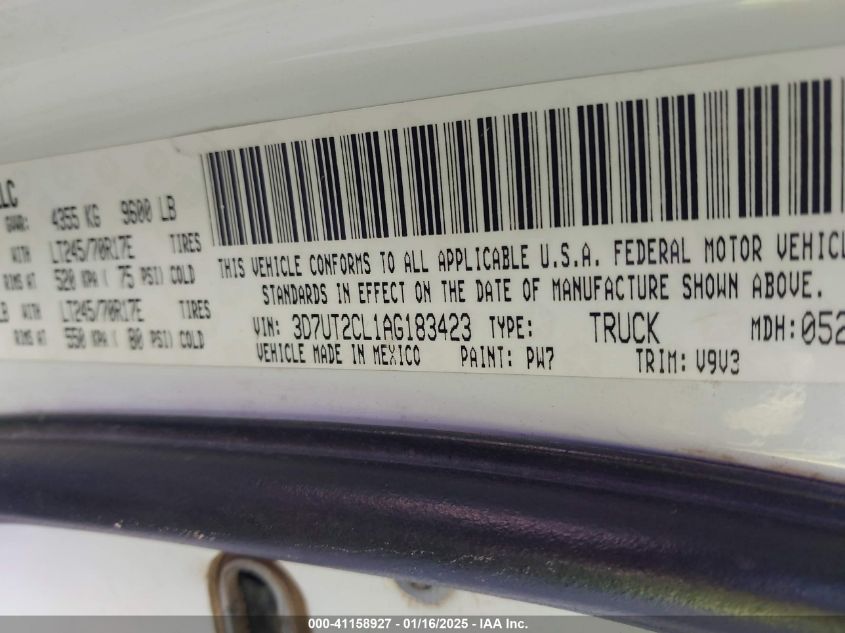 LC
GVWR: 4355 KG 9600 LB
WITH LT245/70R17E TIRES
RIMS AT 520 KPA ( 75 PSI) COLD
LB WITH LT245/70R17E TIRES
RIMS AT 550 KPA ( 80 PSI) COLD
THIS VEHICLE CONFORMS TO ALL APPLICABLE U.S.A. FEDERAL MOTOR VEHICL
STANDARDS IN EFFECT ON THE DATE OF MANUFACTURE SHOWN ABOVE.
VIN: 3D7UT2CL1AG183423 TYPE: TRUCK MDH: 052
VEHICLE MADE IN MEXICO PAINT: PW7 TRIM: V9V3
000-41158927 - 01/16/2025 - IAA Inc.